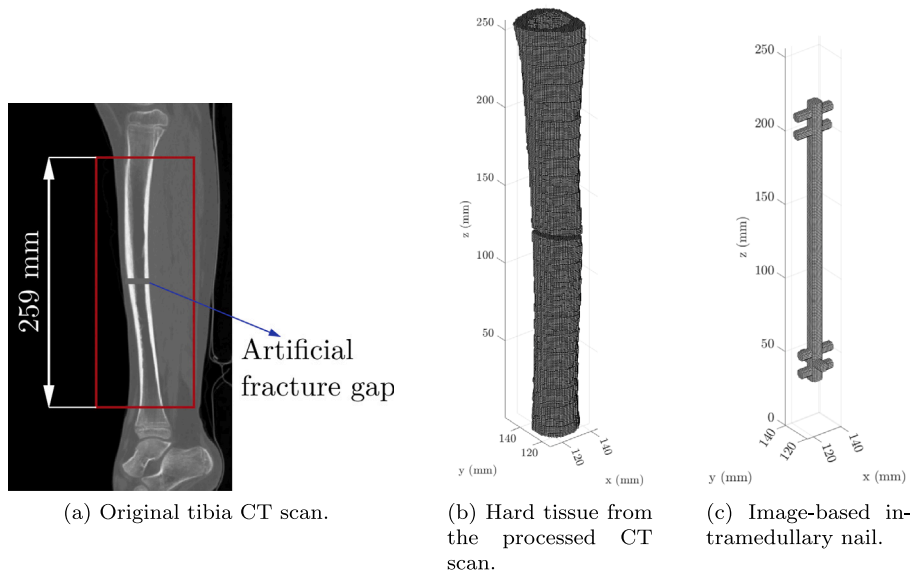 259 mm
Artificial
fracture gap
(a) Original tibia CT scan.
250
200
150
100
50
z (mm)
140
120
y (mm)
140
120
x (mm)
(b) Hard tissue from
the processed CT
scan.
250
200
150
100
50
0
z (mm)
140
120
y (mm)
140
120
x (mm)
(c) Image-based in-
tramedullary nail.